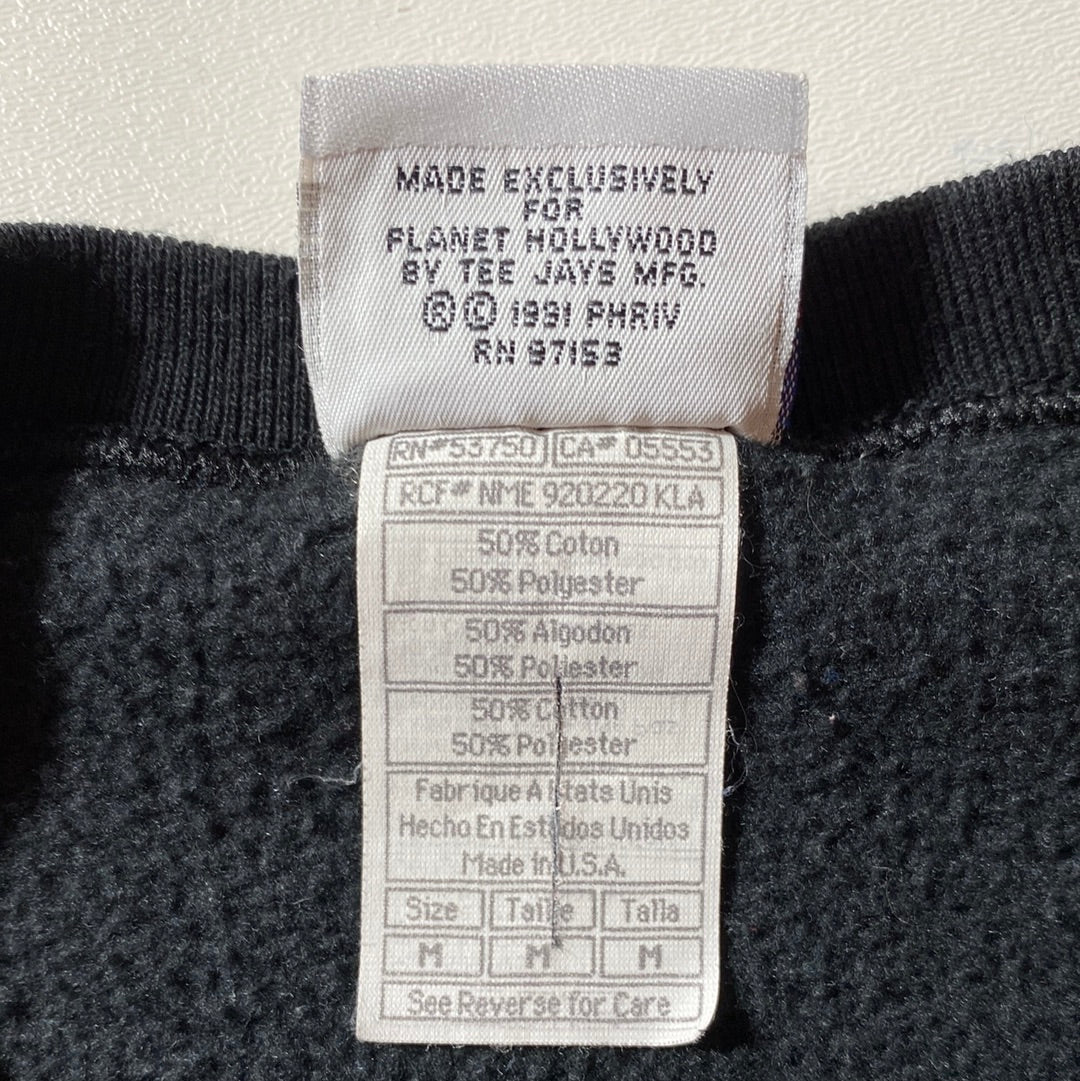 MADE EXCLUSIVELY
FOR
PLANET HOLLYWOOD
BY TEE JAYS MFG.
® © 1991 PHRIV
RN 97153
RN# 53750 CA# 05553
RCF# NME 920220 KLA
50% Coton
50% Polyester
50% Algodon
50% Poliester
50% Cotton
50% Polyester
Fabrique A Etats Unis
Hecho En Estados Unidos
Made in U.S.A.
Size Taille Talla
M M M
See Reverse for Care